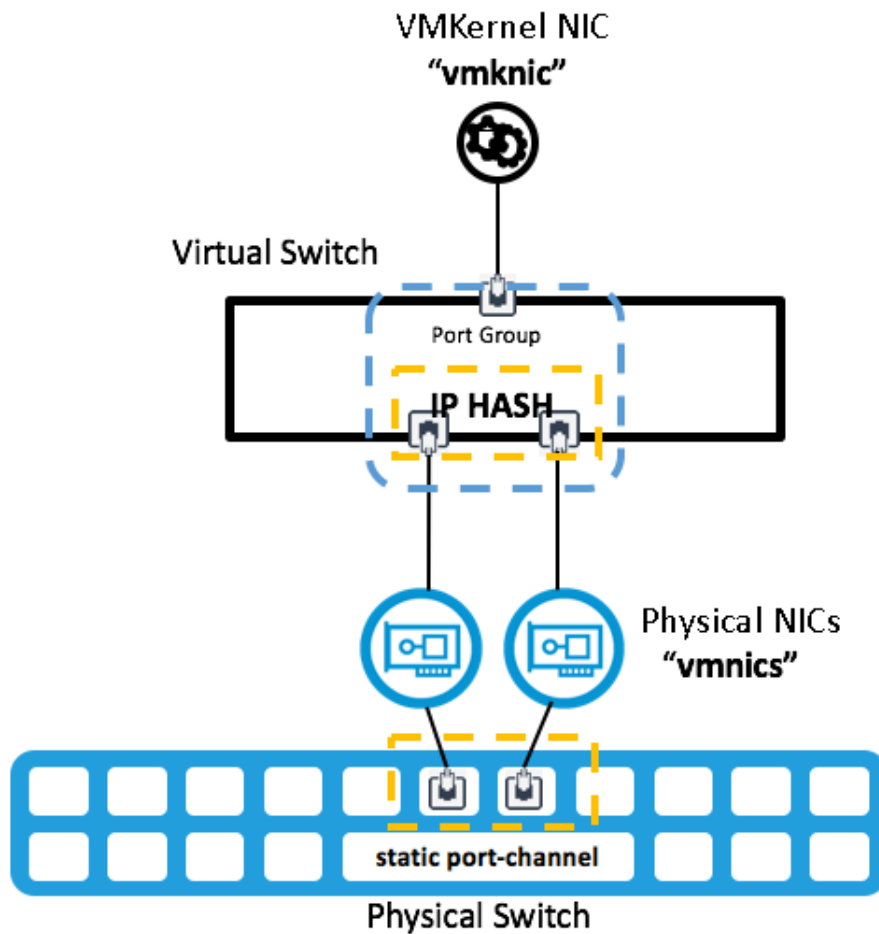 VMKernel NIC
“vmknic”
Virtual Switch
Port Group
IP HASH
Physical NICs
“vmnics”
static port-channel
Physical Switch